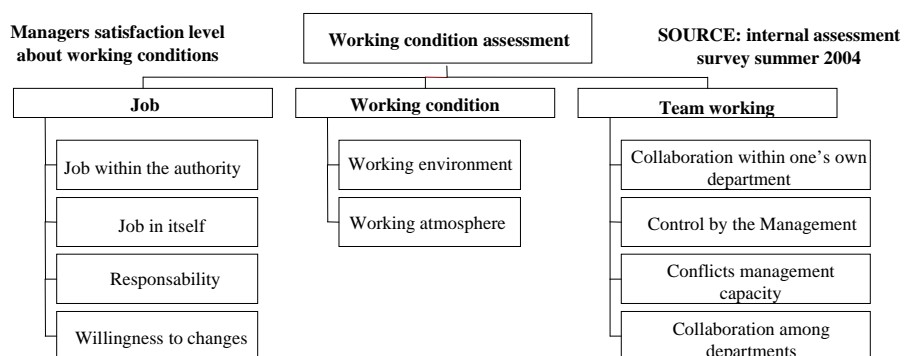 Managers satisfaction level
about working conditions
Working condition assessment
SOURCE: internal assessment
survey summer 2004
Job
Working condition
Team working
Job within the authority
Job in itself
Responsability
Willingness to changes
Working environment
Working atmosphere
Collaboration within one's own
department
Control by the Management
Conflicts management
capacity
Collaboration among
departments